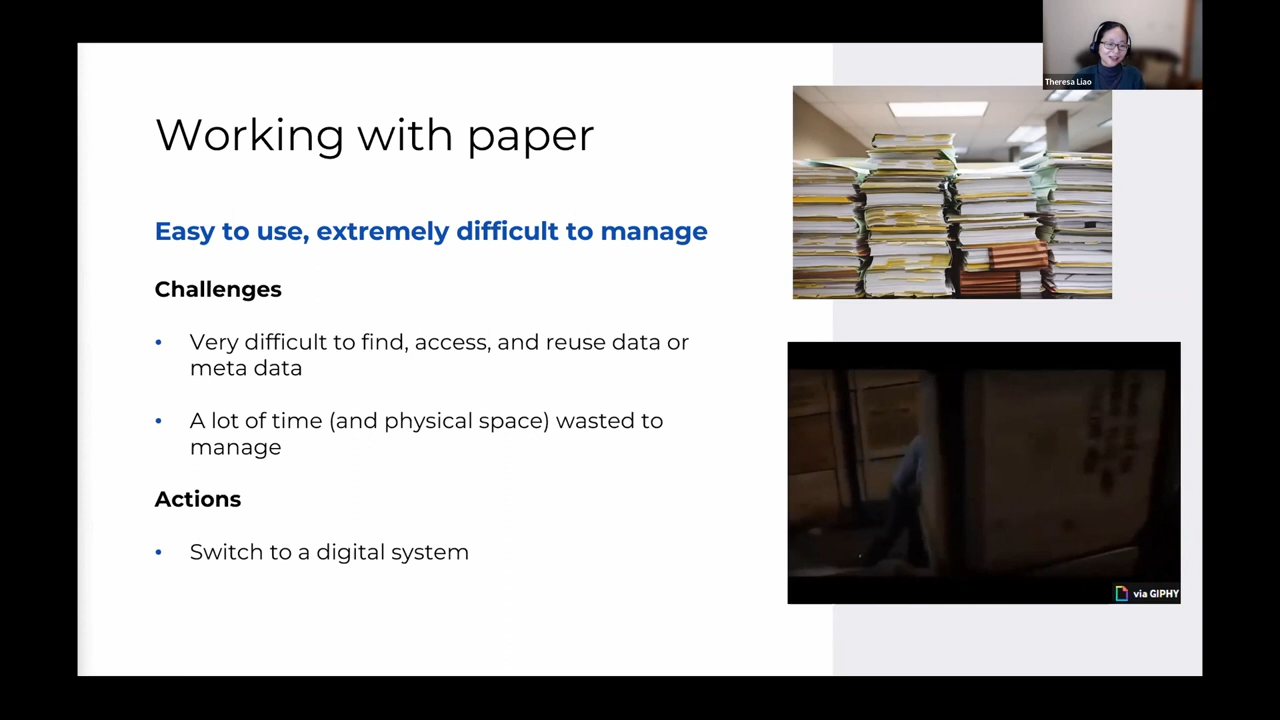 Theresa Liao
Working with paper
Easy to use, extremely difficult to manage
Challenges
• Very difficult to find, access, and reuse data or
meta data
• A lot of time (and physical space) wasted to
manage
Actions
• Switch to a digital system
via GIPHY